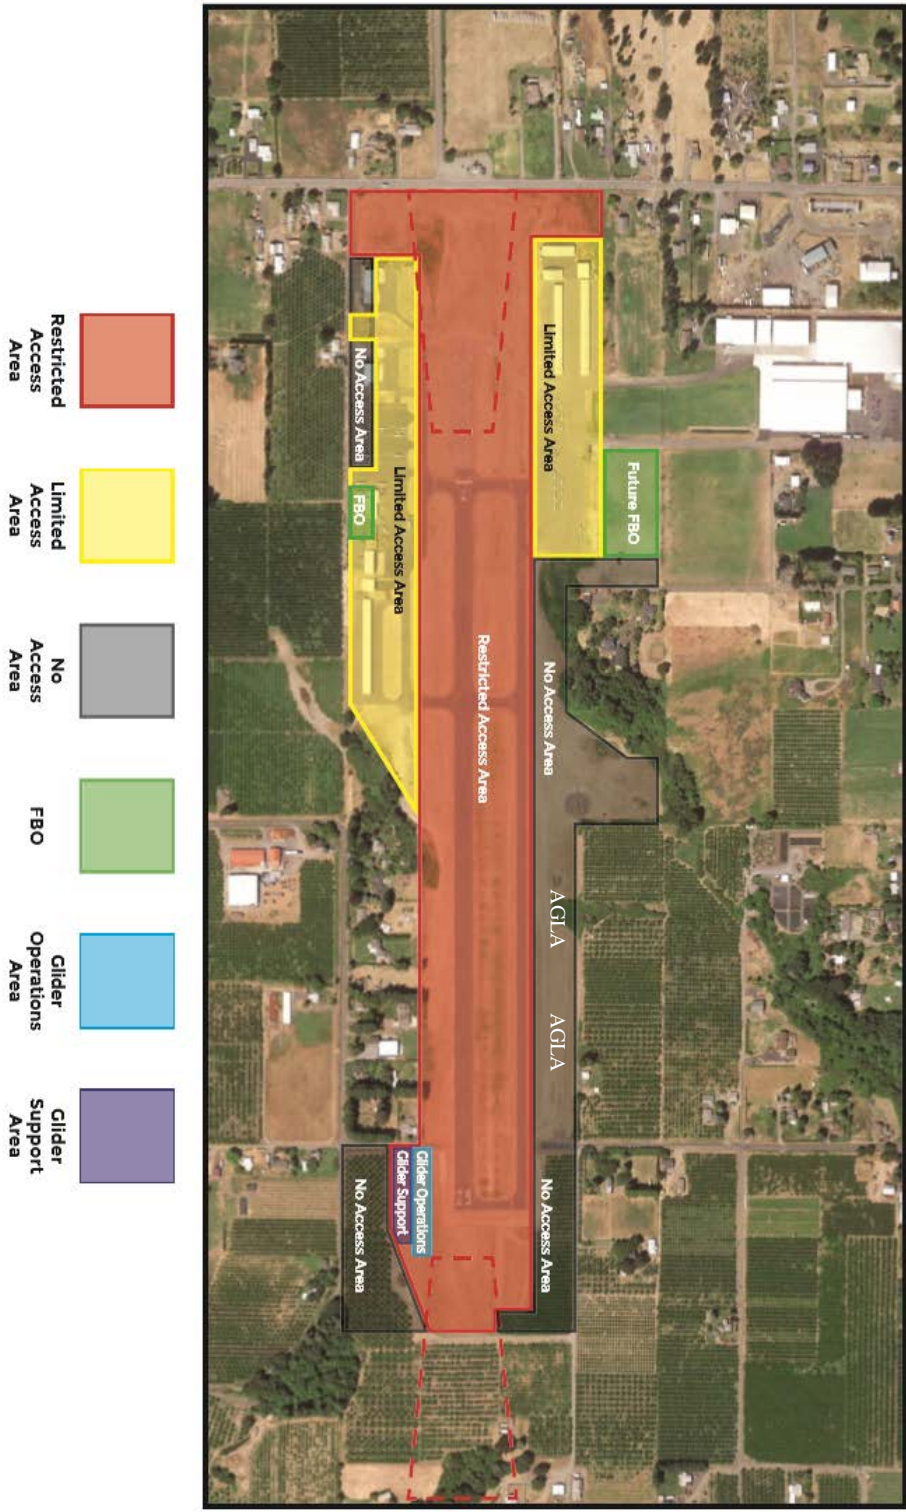 Limited Access Area
Future FBO
No Access Area
FBO
Limited Access Area
Restricted Access Area
No Access Area
AGLA
AGLA
Glider Operations
Glider Support
No Access Area
No Access Area
Restricted
Access
Area
Limited
Access
Area
No
Access
Area
FBO
Glider
Operations
Area
Glider
Support
Area